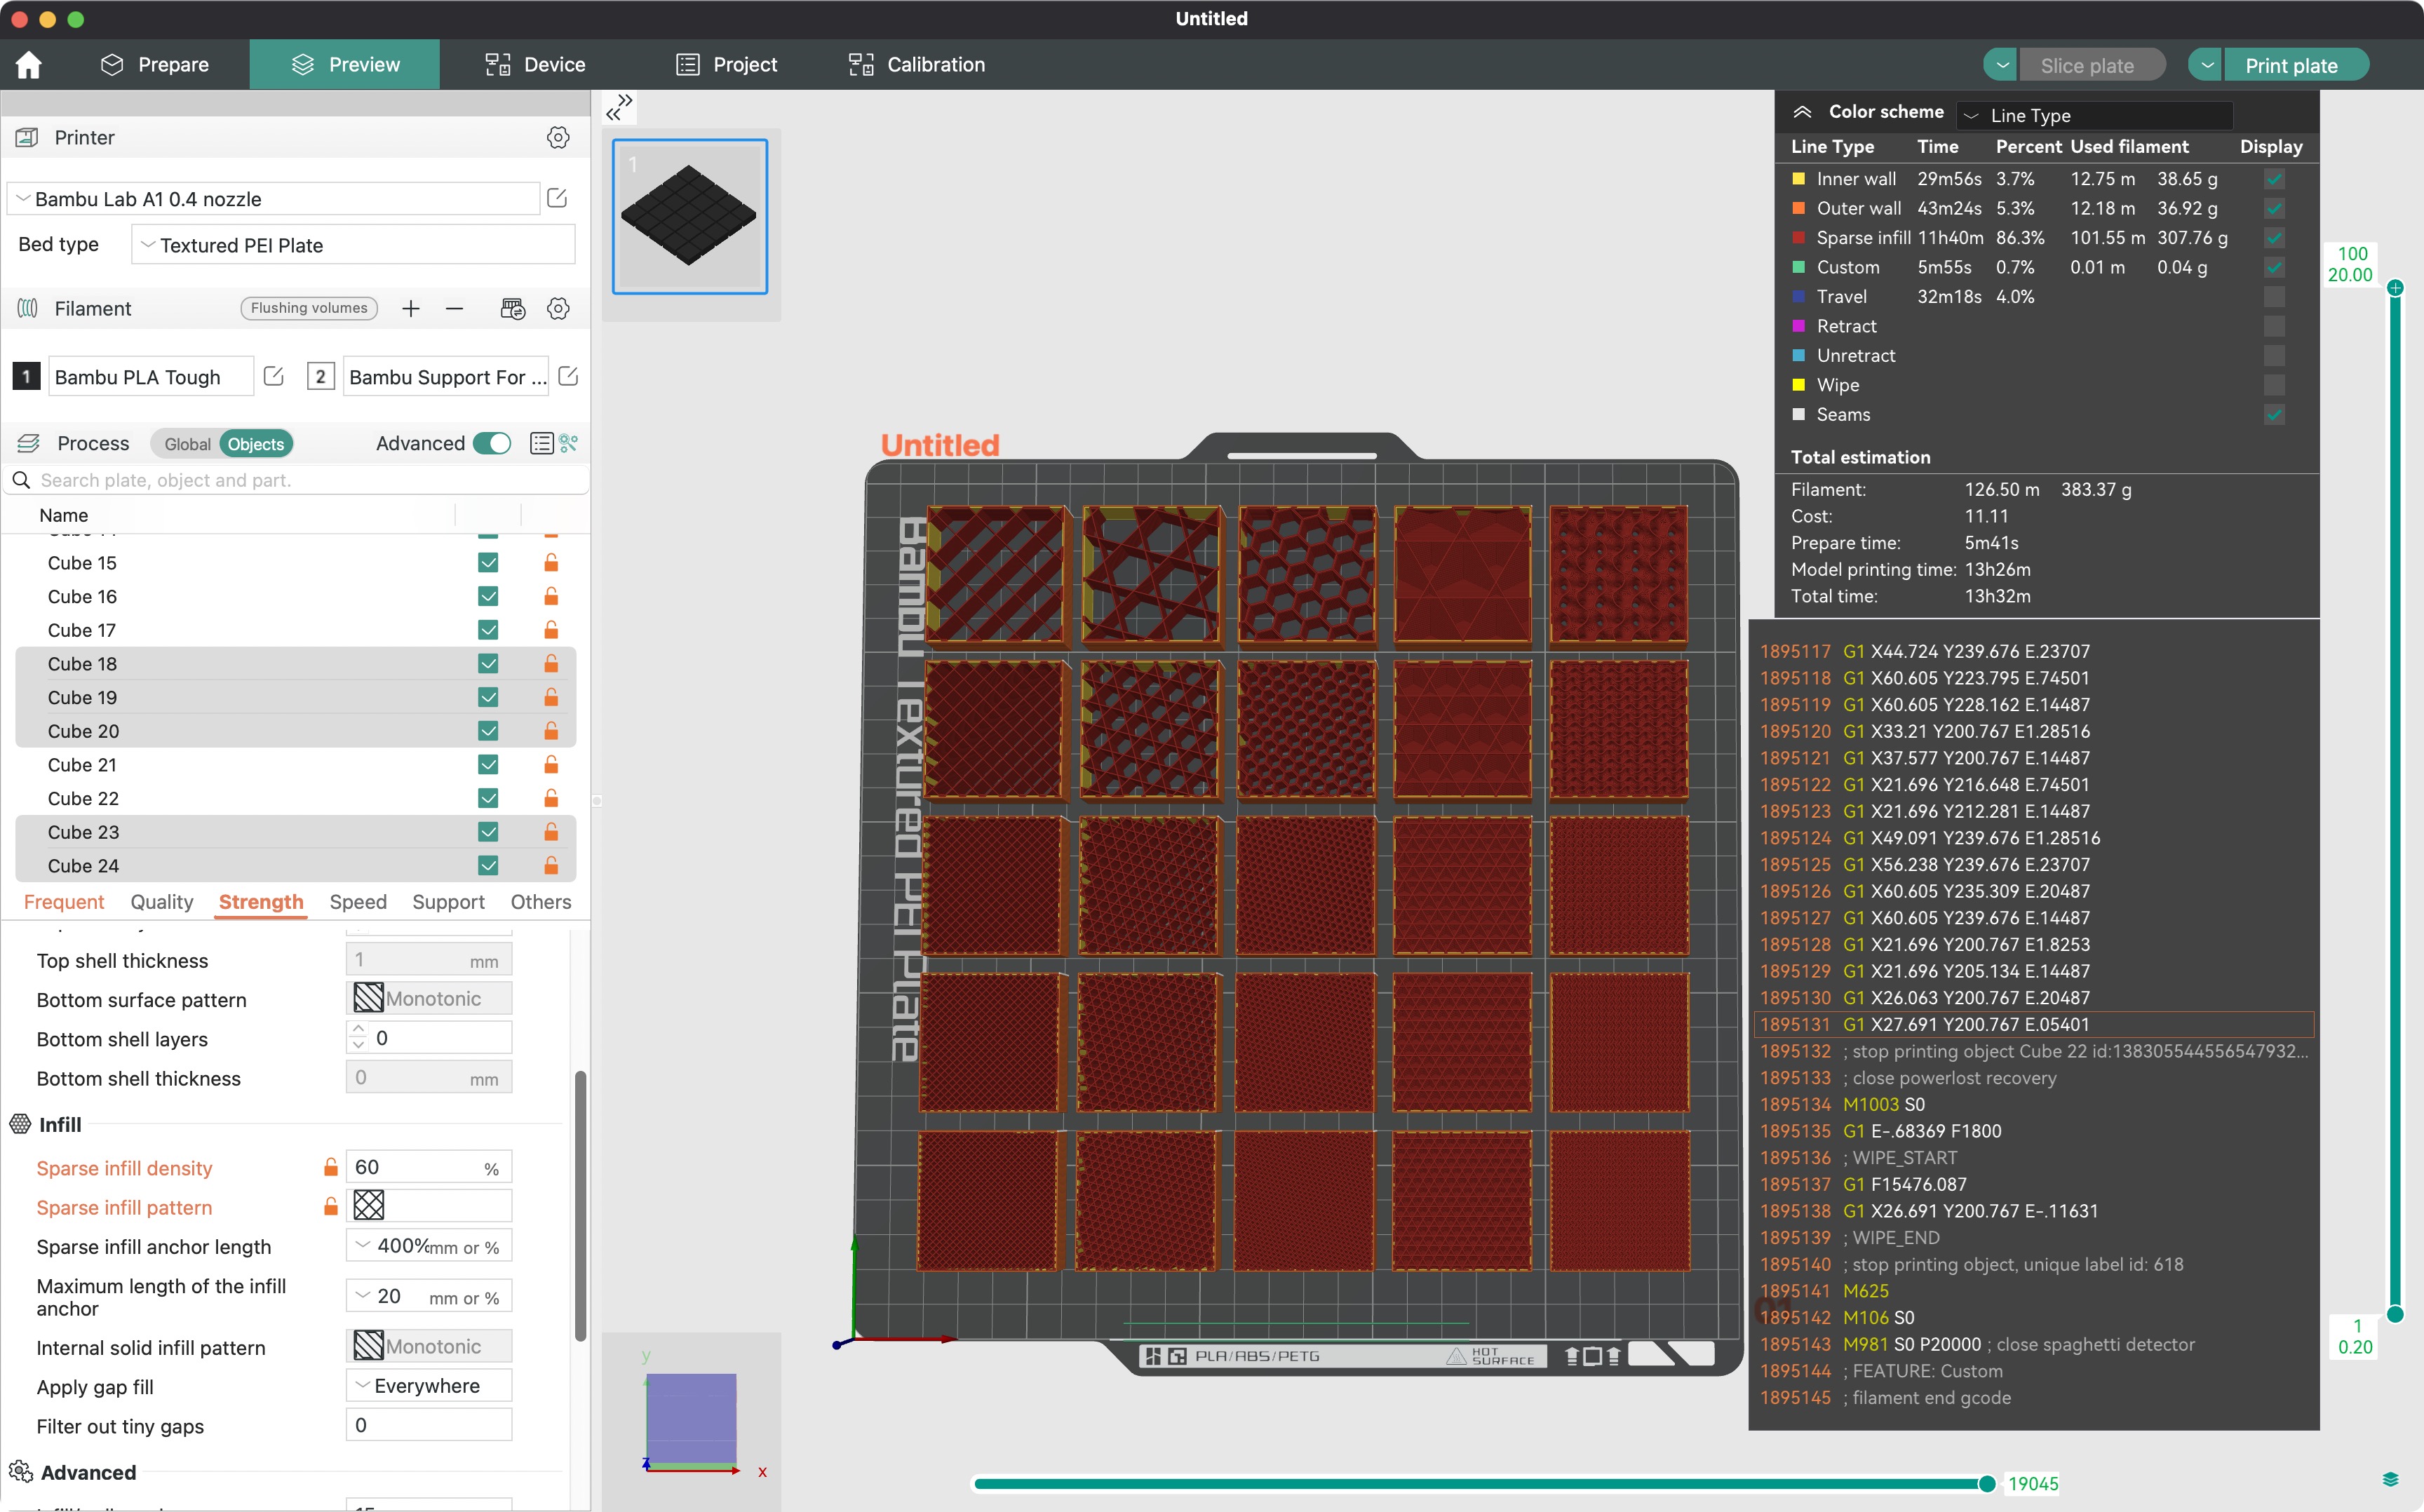 Untitled
Prepare
Preview
Device
Project
Calibration
Slice plate
Print plate
Printer
Bambu Lab A1 0.4 nozzle
Bed type
Textured PEI Plate
Filament
Flushing volumes
1 Bambu PLA Tough
2 Bambu Support For ...
Process
Global
Objects
Advanced
Search plate, object and part.
Name
Cube 15
Cube 16
Cube 17
Cube 18
Cube 19
Cube 20
Cube 21
Cube 22
Cube 23
Cube 24
Frequent Quality Strength Speed Support Others
Top shell thickness 1 mm
Bottom surface pattern Monotonic
Bottom shell layers 0
Bottom shell thickness 0 mm
Infill
Sparse infill density 60 %
Sparse infill pattern
Sparse infill anchor length 400% mm or %
Maximum length of the infill
anchor
20 mm or %
Internal solid infill pattern Monotonic
Apply gap fill Everywhere
Filter out tiny gaps 0
Advanced
1
Untitled
Bambu Textured PEI Plate
PLA/ABS/PETG
HOT
SURFACE
y
z
x
Color scheme Line Type
Line Type Time Percent Used filament Display
Inner wall 29m56s 3.7% 12.75 m 38.65 g
Outer wall 43m24s 5.3% 12.18 m 36.92 g
Sparse infill 11h40m 86.3% 101.55 m 307.76 g
Custom 5m55s 0.7% 0.01 m 0.04 g
Travel 32m18s 4.0%
Retract
Unretract
Wipe
Seams
Total estimation
Filament: 126.50 m 383.37 g
Cost: 11.11
Prepare time: 5m41s
Model printing time: 13h26m
Total time: 13h32m
1895117 G1 X44.724 Y239.676 E.23707
1895118 G1 X60.605 Y223.795 E.74501
1895119 G1 X60.605 Y228.162 E.14487
1895120 G1 X33.21 Y200.767 E1.28516
1895121 G1 X37.577 Y200.767 E.14487
1895122 G1 X21.696 Y216.648 E.74501
1895123 G1 X21.696 Y212.281 E.14487
1895124 G1 X49.091 Y239.676 E1.28516
1895125 G1 X56.238 Y239.676 E.23707
1895126 G1 X60.605 Y235.309 E.20487
1895127 G1 X60.605 Y239.676 E.14487
1895128 G1 X21.696 Y200.767 E1.8253
1895129 G1 X21.696 Y205.134 E.14487
1895130 G1 X26.063 Y200.767 E.20487
1895131 G1 X27.691 Y200.767 E.05401
1895132 ; stop printing object Cube 22 id:138305544556547932...
1895133 ; close powerlost recovery
1895134 M1003 S0
1895135 G1 E-.68369 F1800
1895136 ; WIPE_START
1895137 G1 F15476.087
1895138 G1 X26.691 Y200.767 E-.11631
1895139 ; WIPE_END
1895140 ; stop printing object, unique label id: 618
1895141 M625
1895142 M106 S0
1895143 M981 S0 P20000 ; close spaghetti detector
1895144 ; FEATURE: Custom
1895145 ; filament end gcode
100
20.00
1
0.20
19045